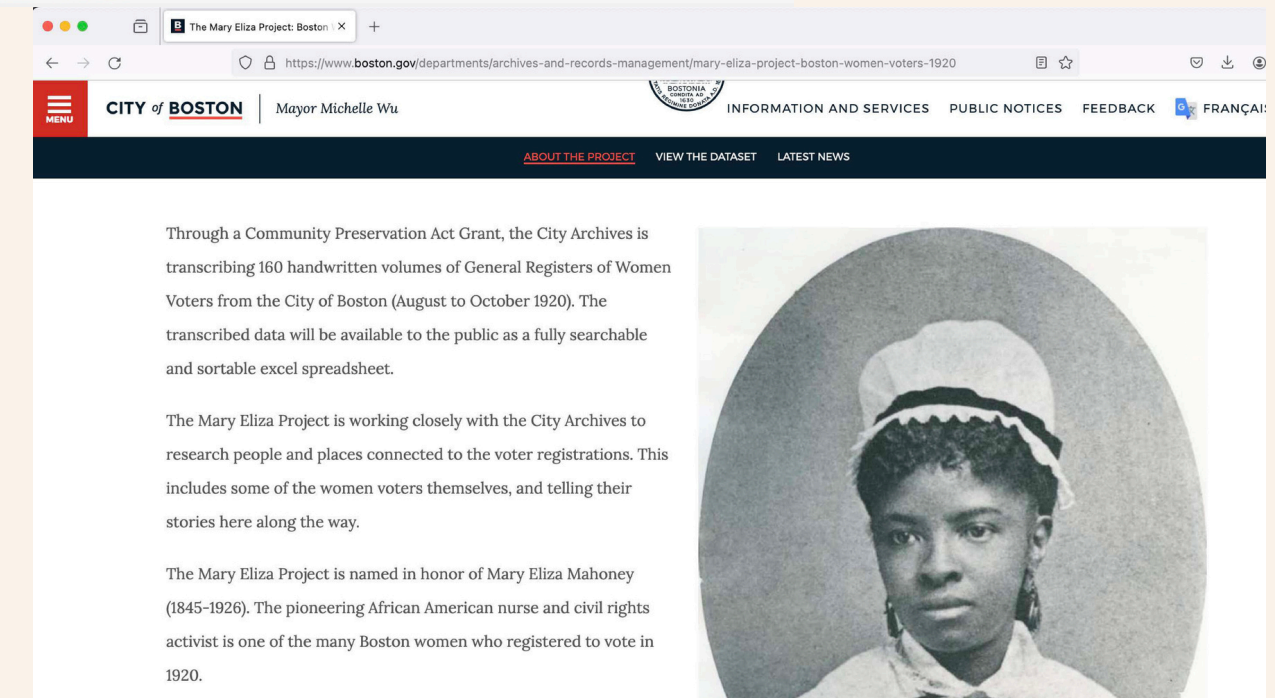 The Mary Eliza Project: Boston
https://www.boston.gov/departments/archives-and-records-management/mary-eliza-project-boston-women-voters-1920
MENU
CITY of BOSTON
Mayor Michelle Wu
BOSTONIA
CONDITA AD
1630
INFORMATION AND SERVICES PUBLIC NOTICES FEEDBACK FRANÇAI
ABOUT THE PROJECT VIEW THE DATASET LATEST NEWS
Through a Community Preservation Act Grant, the City Archives is
transcribing 160 handwritten volumes of General Registers of Women
Voters from the City of Boston (August to October 1920). The
transcribed data will be available to the public as a fully searchable
and sortable excel spreadsheet.
The Mary Eliza Project is working closely with the City Archives to
research people and places connected to the voter registrations. This
includes some of the women voters themselves, and telling their
stories here along the way.
The Mary Eliza Project is named in honor of Mary Eliza Mahoney
(1845-1926). The pioneering African American nurse and civil rights
activist is one of the many Boston women who registered to vote in
1920.